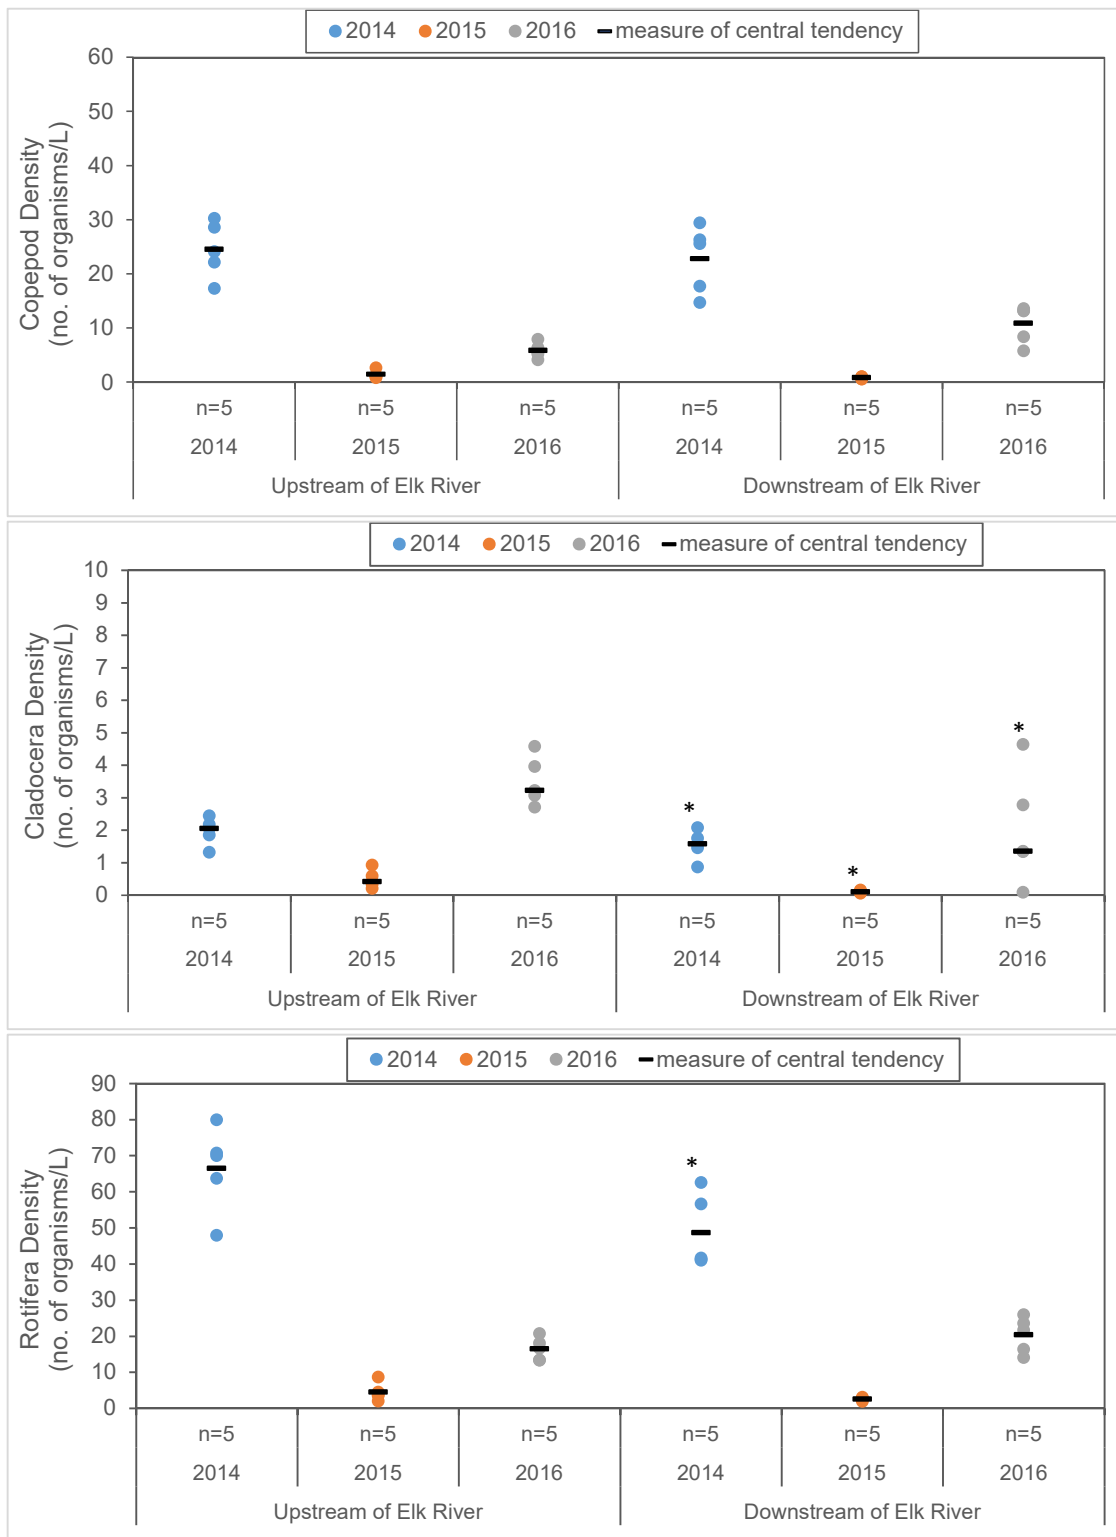 2014 2015 2016 measure of central tendency
60
50
40
30
20
10
0
Copepod Density
(no. of organisms/L)
n=5 n=5 n=5 n=5 n=5 n=5
2014 2015 2016 2014 2015 2016
Upstream of Elk River Downstream of Elk River
2014 2015 2016 measure of central tendency
10
9
8
7
6
5
4
3
2
1
0
Cladocera Density
(no. of organisms/L)
* * *
n=5 n=5 n=5 n=5 n=5 n=5
2014 2015 2016 2014 2015 2016
Upstream of Elk River Downstream of Elk River
2014 2015 2016 measure of central tendency
90
80
70
60
50
40
30
20
10
0
Rotifera Density
(no. of organisms/L)
*
n=5 n=5 n=5 n=5 n=5 n=5
2014 2015 2016 2014 2015 2016
Upstream of Elk River Downstream of Elk River